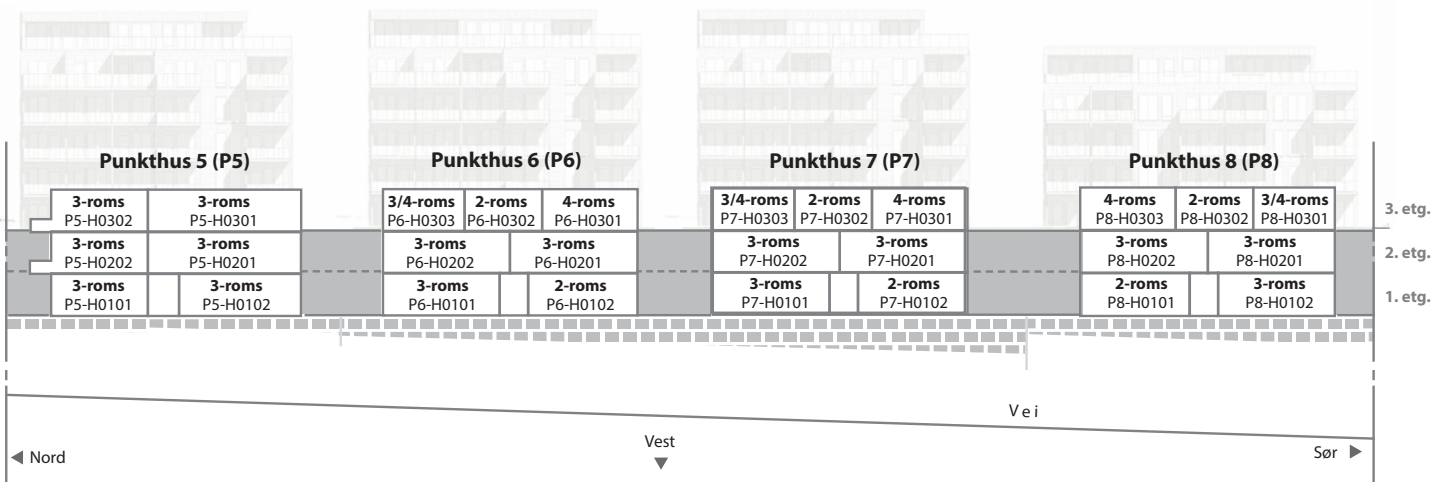 Punkthus 5 (P5)
3-roms 3-roms
P5-H0302 P5-H0301
3-roms 3-roms
P5-H0202 P5-H0201
3-roms 3-roms
P5-H0101 P5-H0102
Punkthus 6 (P6)
3/4-roms 2-roms 4-roms
P6-H0303 P6-H0302 P6-H0301
3-roms 3-roms
P6-H0202 P6-H0201
3-roms 2-roms
P6-H0101 P6-H0102
Punkthus 7 (P7)
3/4-roms 2-roms 4-roms
P7-H0303 P7-H0302 P7-H0301
3-roms 3-roms
P7-H0202 P7-H0201
3-roms 2-roms
P7-H0101 P7-H0102
Punkthus 8 (P8)
4-roms 2-roms 3/4-roms
P8-H0303 P8-H0302 P8-H0301
3-roms 3-roms
P8-H0202 P8-H0201
2-roms 3-roms
P8-H0101 P8-H0102
3. etg.
2. etg.
1. etg.
Vei
Nord
Vest
Sør